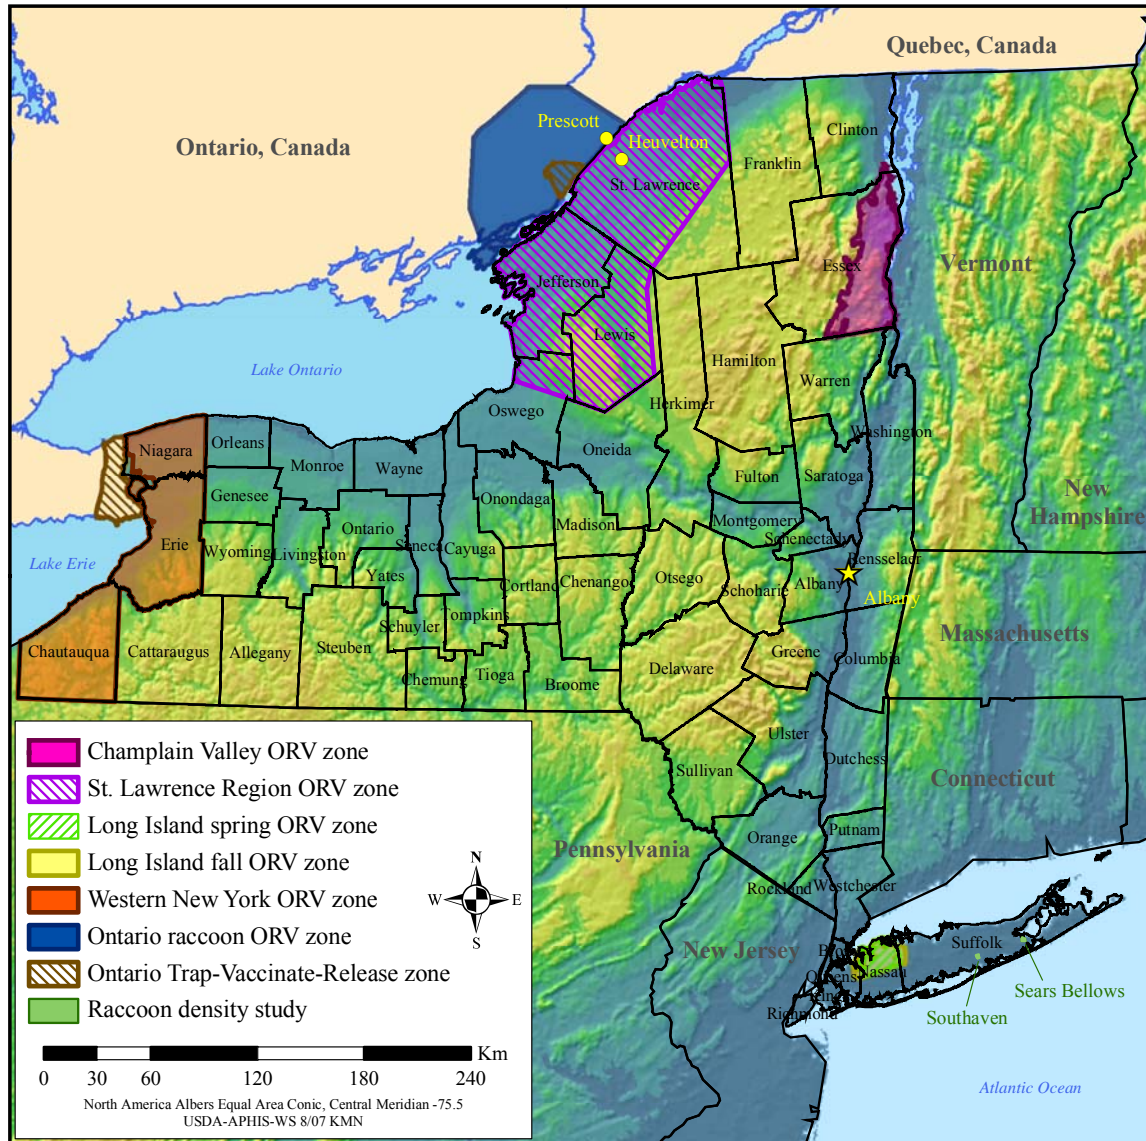 Quebec, Canada
Prescott
Clinton
Ontario, Canada
Heuvelton
Franklin
St. Lawrence
Vermont
Essex
Jefferson
Lewis
Hamilton
Lake Ontario
Warren
Herkimer
Oswego
Washington
Niagara
Orleans
Oneida
Monroe
Wayne
Fulton
Saratoga
New
Hampshire
Genesee
Onondaga
Montgomery
Madison
Ontario
Schenectady
Seneca
Cayuga
Erie
Wyoming
Livingston
Rensselaer
Lake Erie
Yates
Cortland
Chenango
Otsego
Schoharie
Albany
Albany
Tompkins
Schuyler
Massachusetts
Chautauqua
Cattaraugus
Allegany
Steuben
Greene
Columbia
Delaware
Chemung
Tioga
Broome
Ulster
Dutchess
Sullivan
Connecticut
Putnam
Orange
Pennsylvania
Rockland
Westchester
New Jersey
Suffolk
Nassau
Queens
Richmond
Sears Bellows
Southaven
Atlantic Ocean
Champlain Valley ORV zone
St. Lawrence Region ORV zone
Long Island spring ORV zone
Long Island fall ORV zone
Western New York ORV zone
Ontario raccoon ORV zone
Ontario Trap-Vaccinate-Release zone
Raccoon density study
N
W E
S
Km
0 30 60 120 180 240
North America Albers Equal Area Conic, Central Meridian -75.5
USDA-APHIS-WS 8/07 KMN